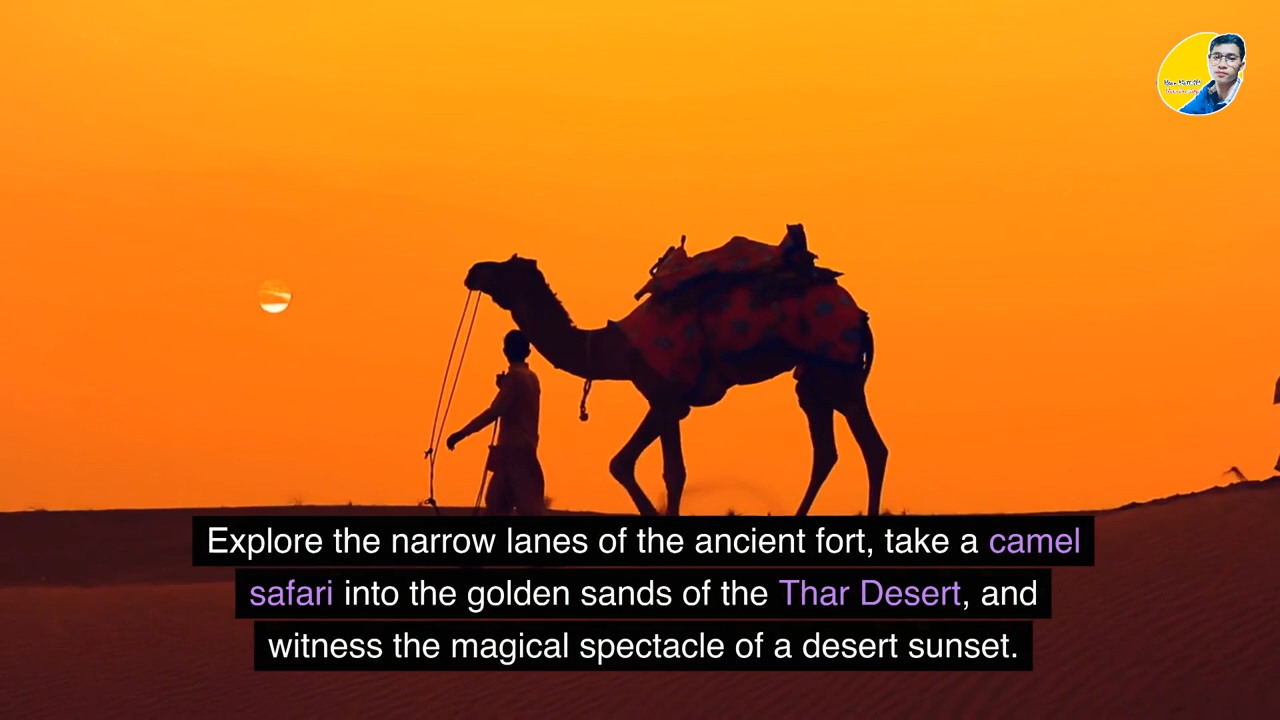 Explore the narrow lanes of the ancient fort, take a camel
safari into the golden sands of the Thar Desert, and
witness the magical spectacle of a desert sunset.